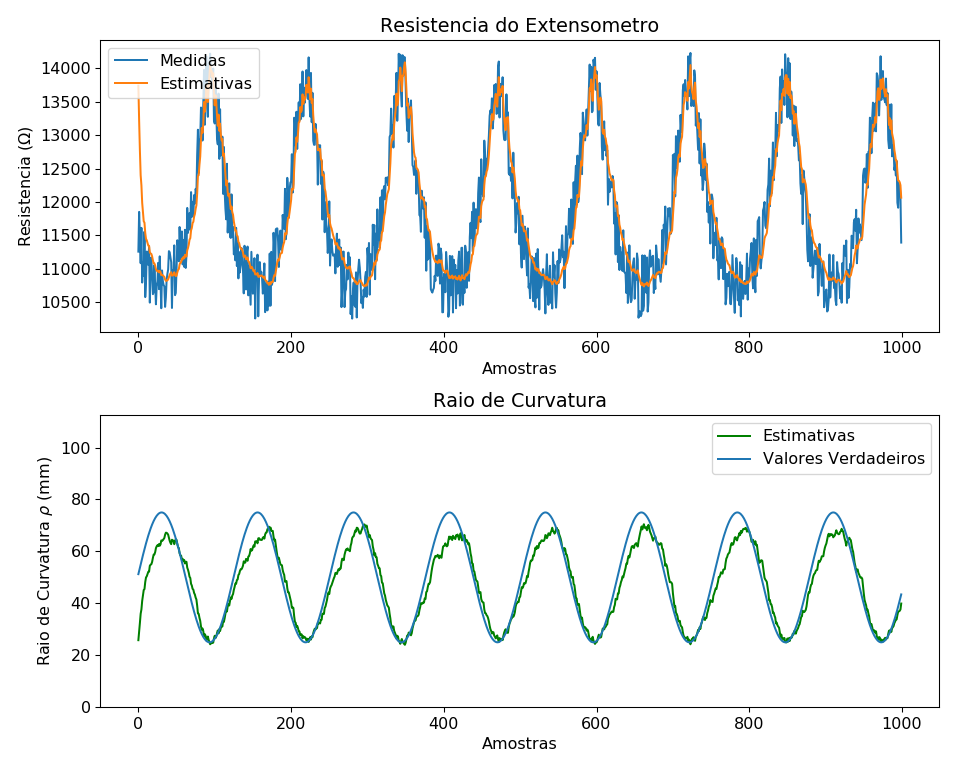 Resistencia do Extensometro
Resistencia (Ω)
Medidas
Estimativas
14000
13500
13000
12500
12000
11500
11000
10500
0 200 400 600 800 1000
Amostras
Raio de Curvatura
Raio de Curvatura ρ (mm)
Estimativas
Valores Verdadeiros
100
80
60
40
20
0
0 200 400 600 800 1000
Amostras